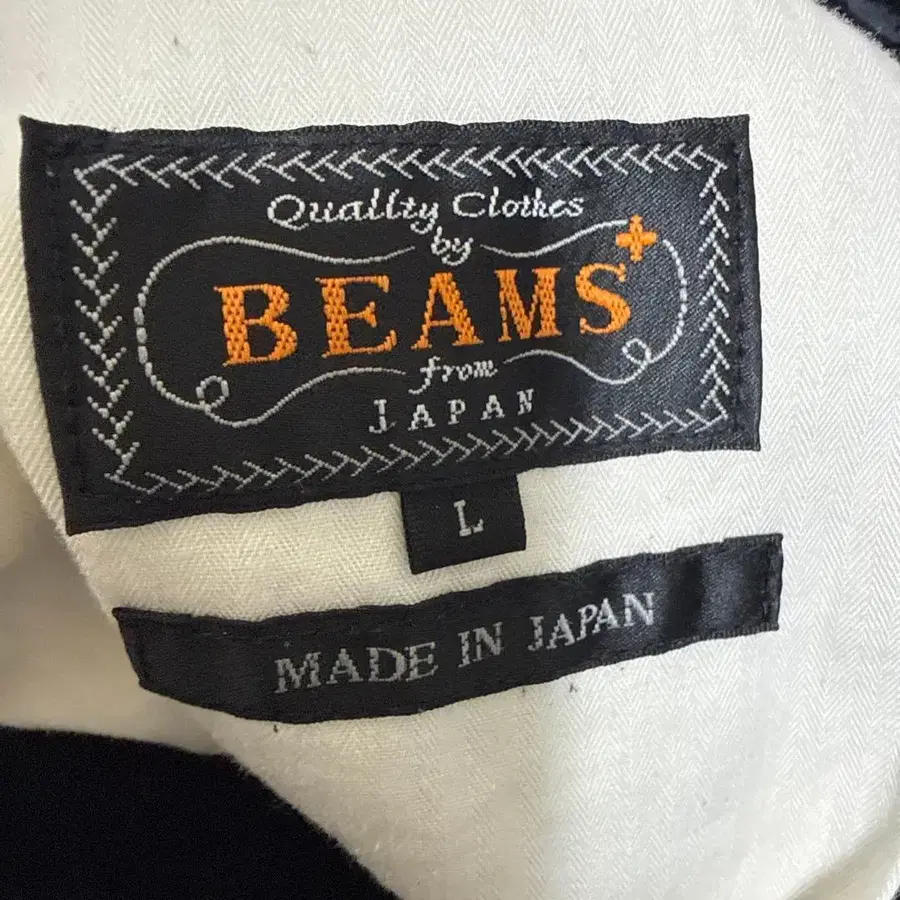 Quality Clothes
by
BEAMS+
from
JAPAN
L
MADE IN JAPAN